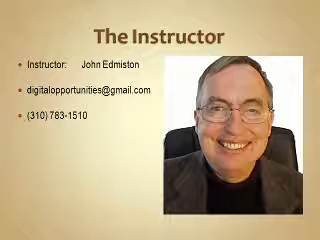 The Instructor
Instructor: John Edmiston
digitalopportunities@gmail.com
(310) 783-1510